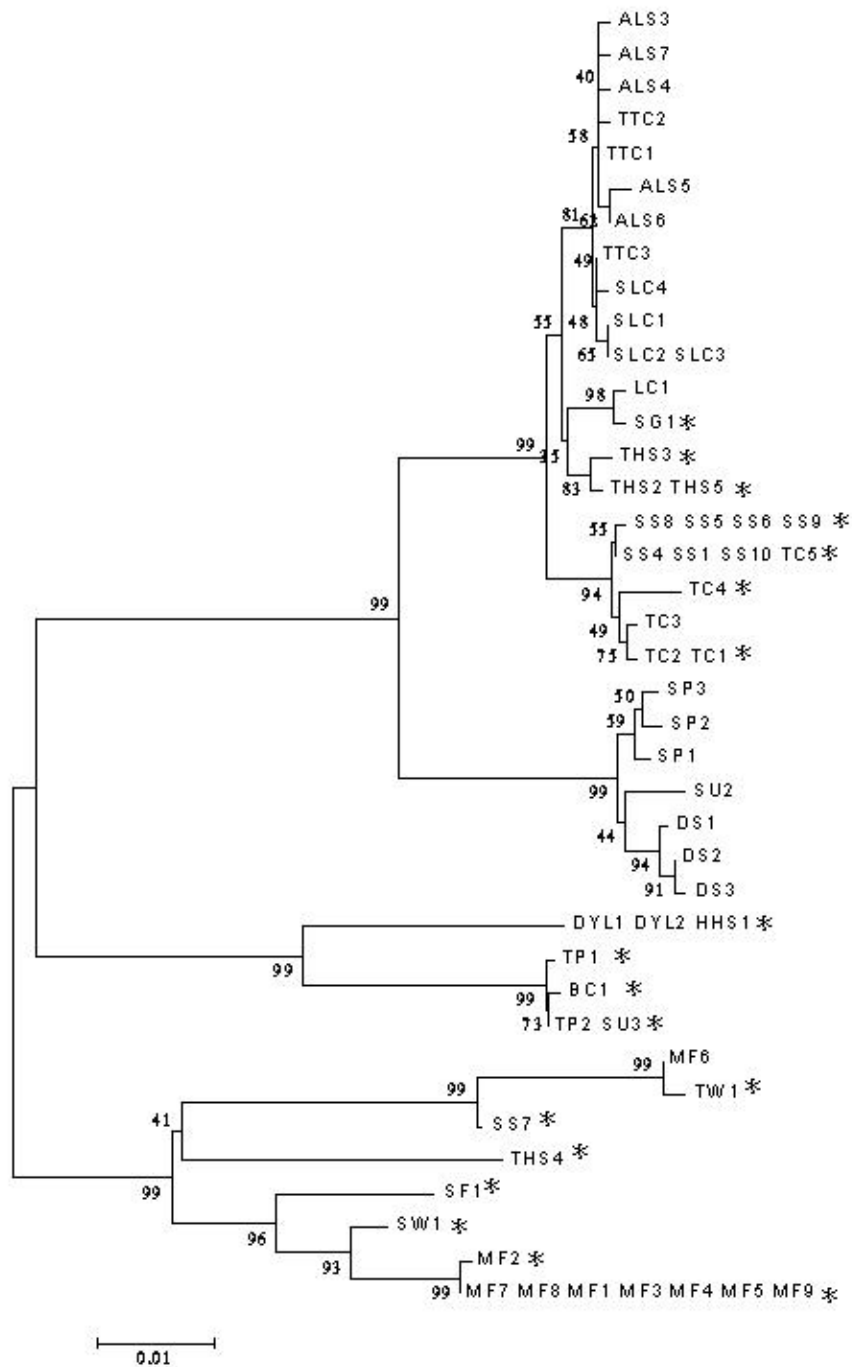 ALS3
ALS7
40
ALS4
TTC2
58
TTC1
ALS5
81
63
ALS6
TTC3
49
SLC4
55
48
SLC1
65
SLC2 SLC3
LC1
98
SG1*
99
35
THS3*
83
THS2 THS5*
55
SS8 SS5 SS6 SS9*
SS4 SS1 SS10 TC5*
94
TC4*
99
49
TC3
75
TC2 TC1*
50
SP3
59
SP2
SP1
99
SU2
44
DS1
94
DS2
91
DS3
DYL1 DYL2 HHS1*
99
TP1 *
99
BC1 *
73
TP2 SU3*
99
MF6
99
TW1*
41
SS7*
THS4*
99
SF1*
96
SW1*
93
MF2*
99
MF7 MF8 MF1 MF3 MF4 MF5 MF9*
0.01